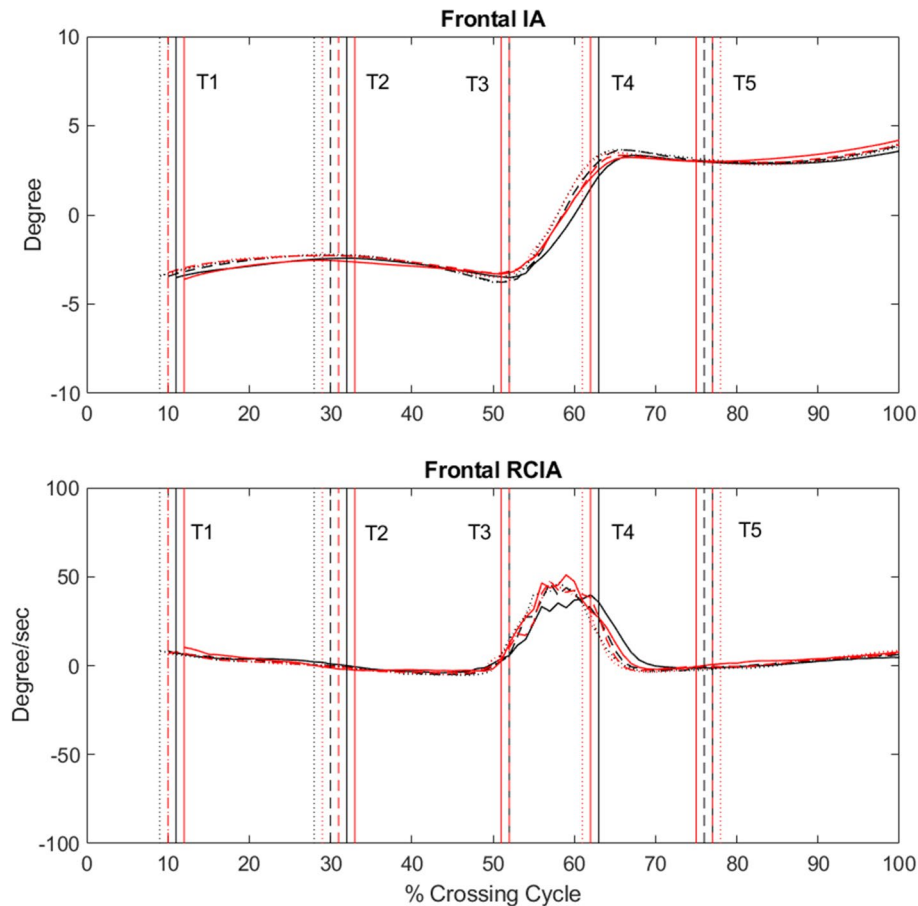 Frontal IA
10
5
0
-5
-10
Degree
T1 T2 T3 T4 T5
0 10 20 30 40 50 60 70 80 90 100
Frontal RCIA
100
50
0
-50
-100
Degree/sec
T1 T2 T3 T4 T5
0 10 20 30 40 50 60 70 80 90 100
% Crossing Cycle